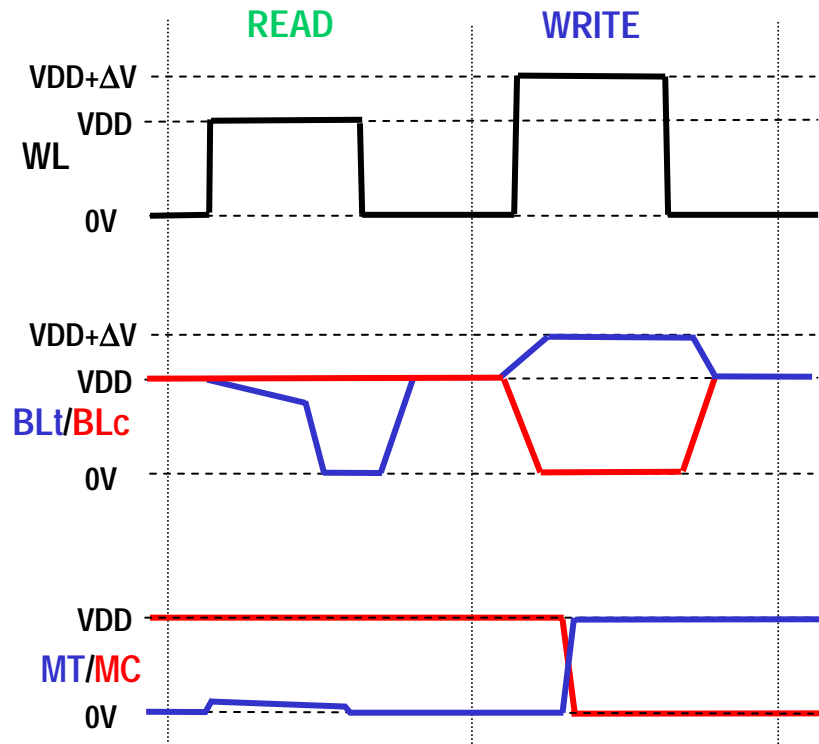 READ WRITE
VDD+ΔV
VDD
WL
0V
VDD+ΔV
VDD
BLt/BLc
0V
VDD
MT/MC
0V